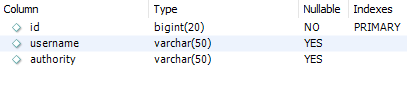 Column Type Nullable Indexes
id bigint(20) NO PRIMARY
username varchar(50) YES
authority varchar(50) YES